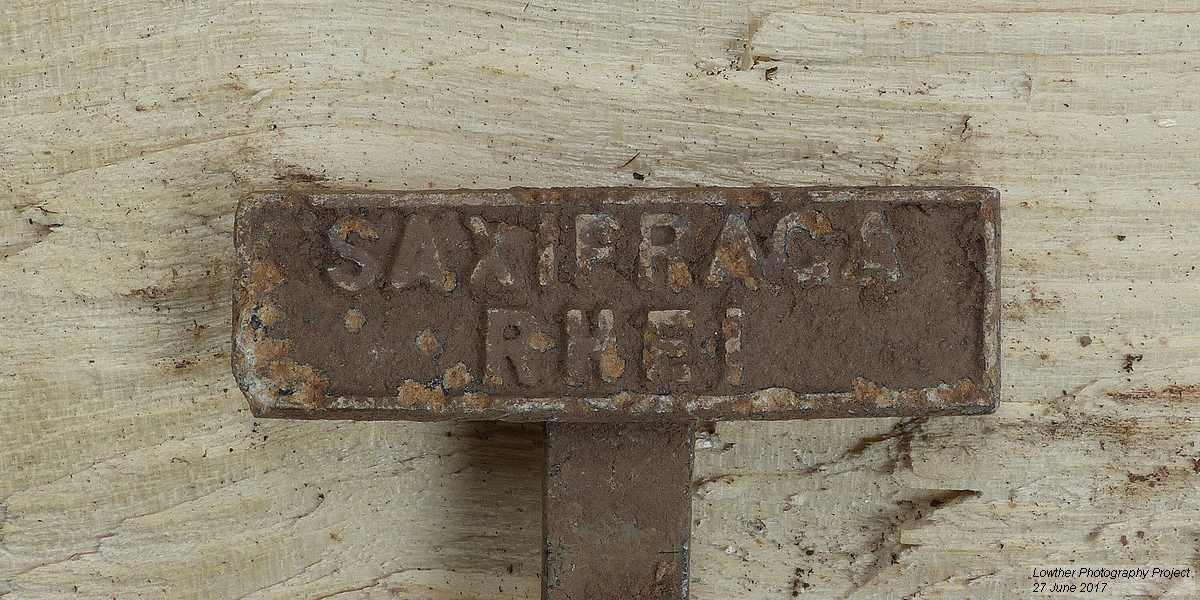 SAXIFRAGA
RHEI
Lowther Photography Project
27 June 2017